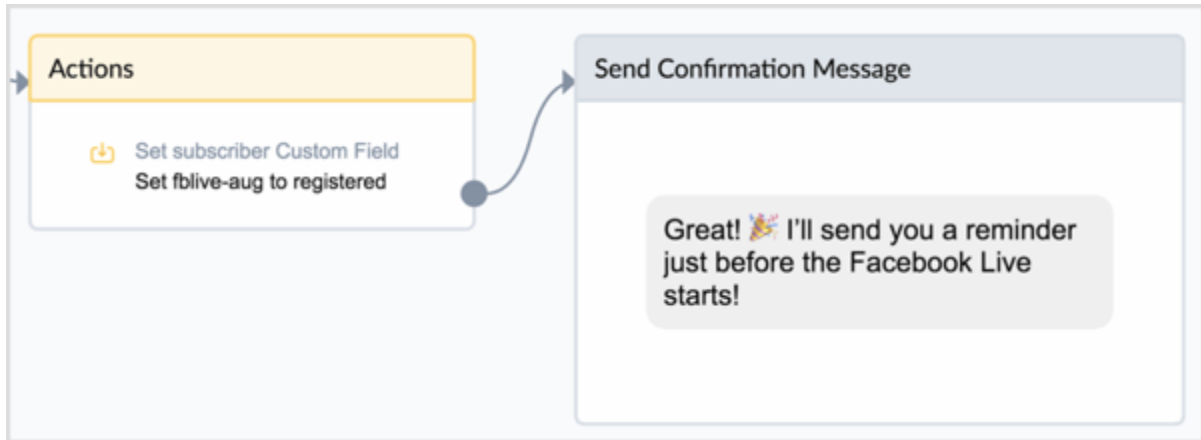 Actions
Set subscriber Custom Field
Set fblive-aug to registered
Send Confirmation Message
Great! 🎉 I'll send you a reminder
just before the Facebook Live
starts!